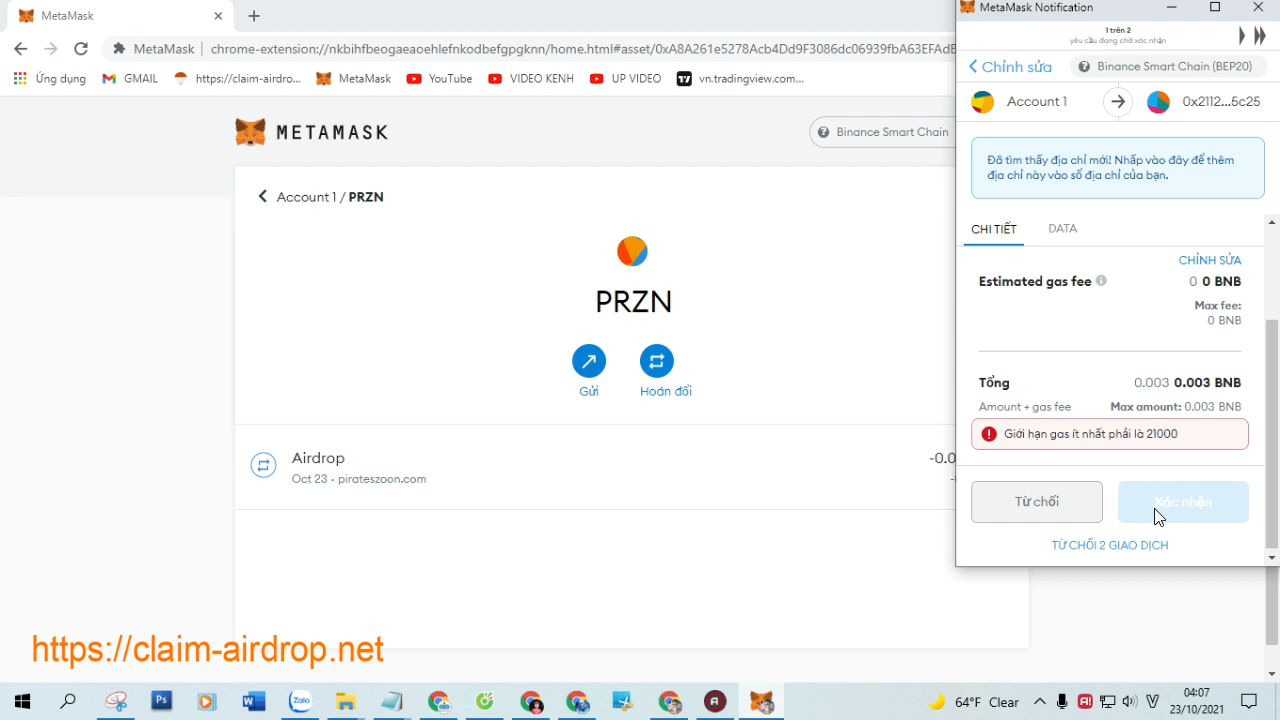 MetaMask
MetaMask
Ứng dụng
GMAIL
https://claim-airdro...
MetaMask
YouTube
VIDEO KENH
UP VIDEO
vn.tradingview.com...
METAMASK
Binance Smart Chain
Account 1 / PRZN
PRZN
Gửi
Hoán đổi
Airdrop
-0.0
Oct 23 · pirateszoon.com
https://claim-airdrop.net
MetaMask Notification
1 trên 2
yêu cầu đang chờ xác nhận
Chỉnh sửa
Binance Smart Chain (BEP20)
Account 1
0x2112...5c25
Đã tìm thấy địa chỉ mới! Nhấp vào đây để thêm
địa chỉ này vào sổ địa chỉ của bạn.
CHI TIẾT
DATA
CHỈNH SỬA
Estimated gas fee
0 0 BNB
Max fee:
0 BNB
Tổng
0.003 0.003 BNB
Amount + gas fee
Max amount: 0.003 BNB
Giới hạn gas ít nhất phải là 21000
Từ chối
Xác nhận
TỪ CHỐI 2 GIAO DỊCH
Zalo
64°F Clear
04:07
23/10/2021